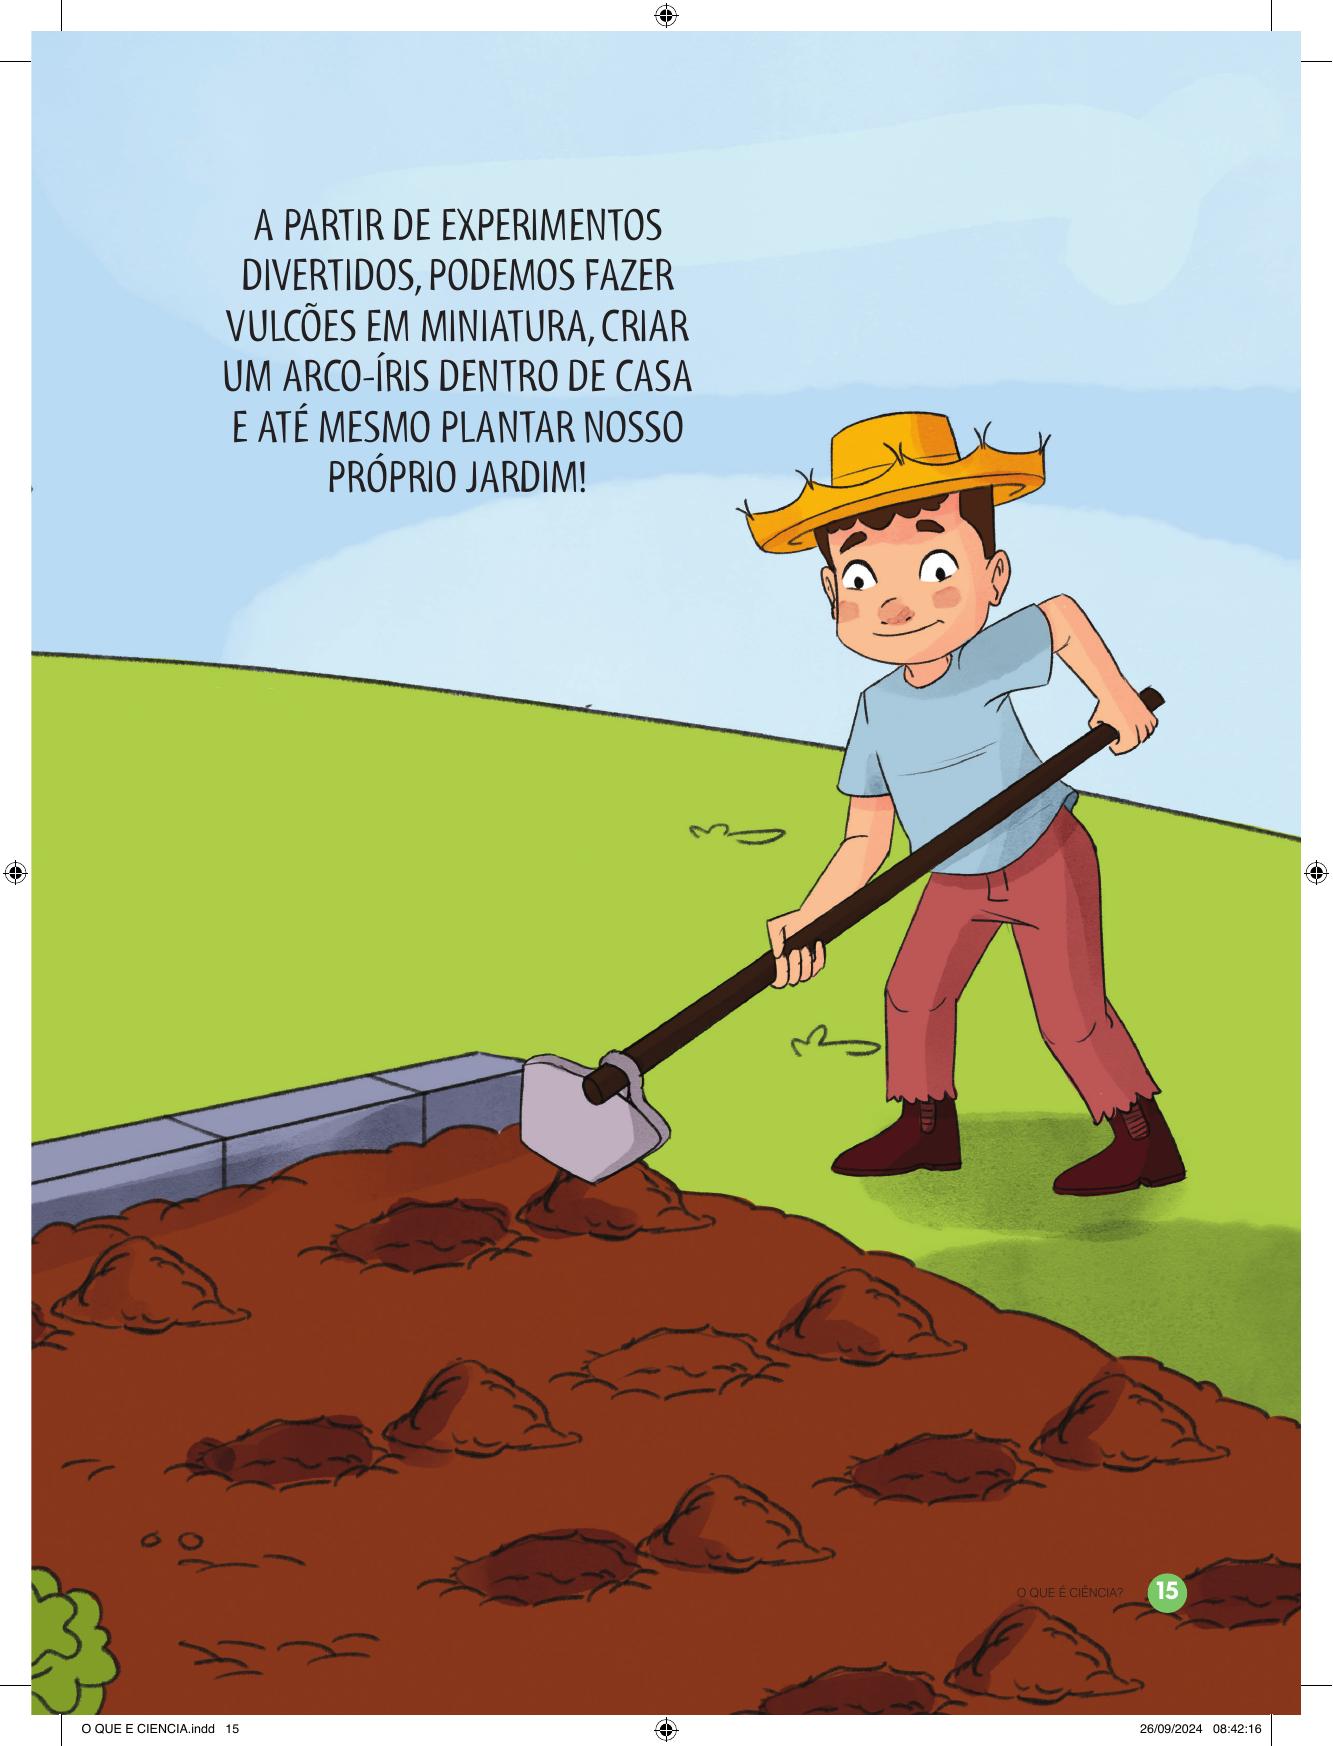 A PARTIR DE EXPERIMENTOS
DIVERTIDOS, PODEMOS FAZER
VULCÕES EM MINIATURA, CRIAR
UM ARCO-ÍRIS DENTRO DE CASA
E ATÉ MESMO PLANTAR NOSSO
PRÓPRIO JARDIM!
O QUE É CIÊNCIA? 15
O QUE E CIENCIA.indd 15 26/09/2024 08:42:16